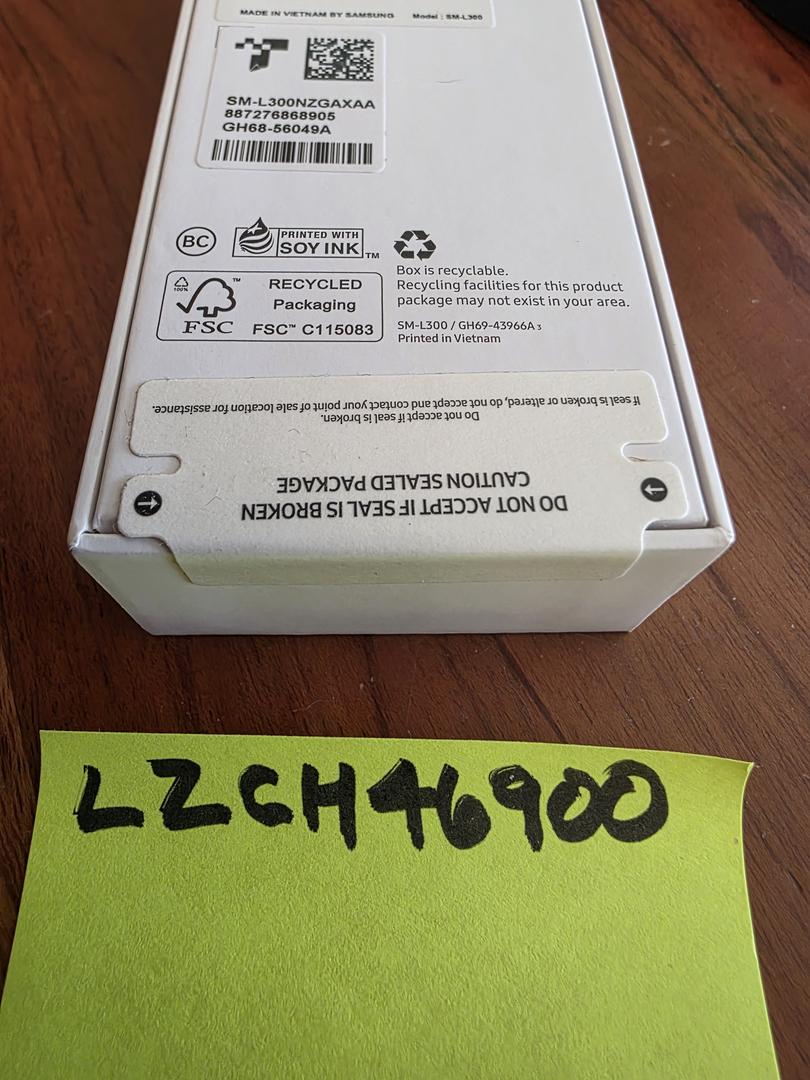 MADE IN VIETNAM BY SAMSUNG Model : SM-L300
SM-L300NZGAXAA
887276868905
GH68-56049A
BC
PRINTED WITH
SOY INK TM
100%
TM
FSC
RECYCLED
Packaging
FSC™ C115083
Box is recyclable.
Recycling facilities for this product
package may not exist in your area.
SM-L300 / GH69-43966A 3
Printed in Vietnam
DO NOT ACCEPT IF SEAL IS BROKEN
CAUTION SEALED PACKAGE
Do not accept if seal is broken.
If seal is broken or altered, do not accept and contact your point of sale location for assistance.
LZCH46900